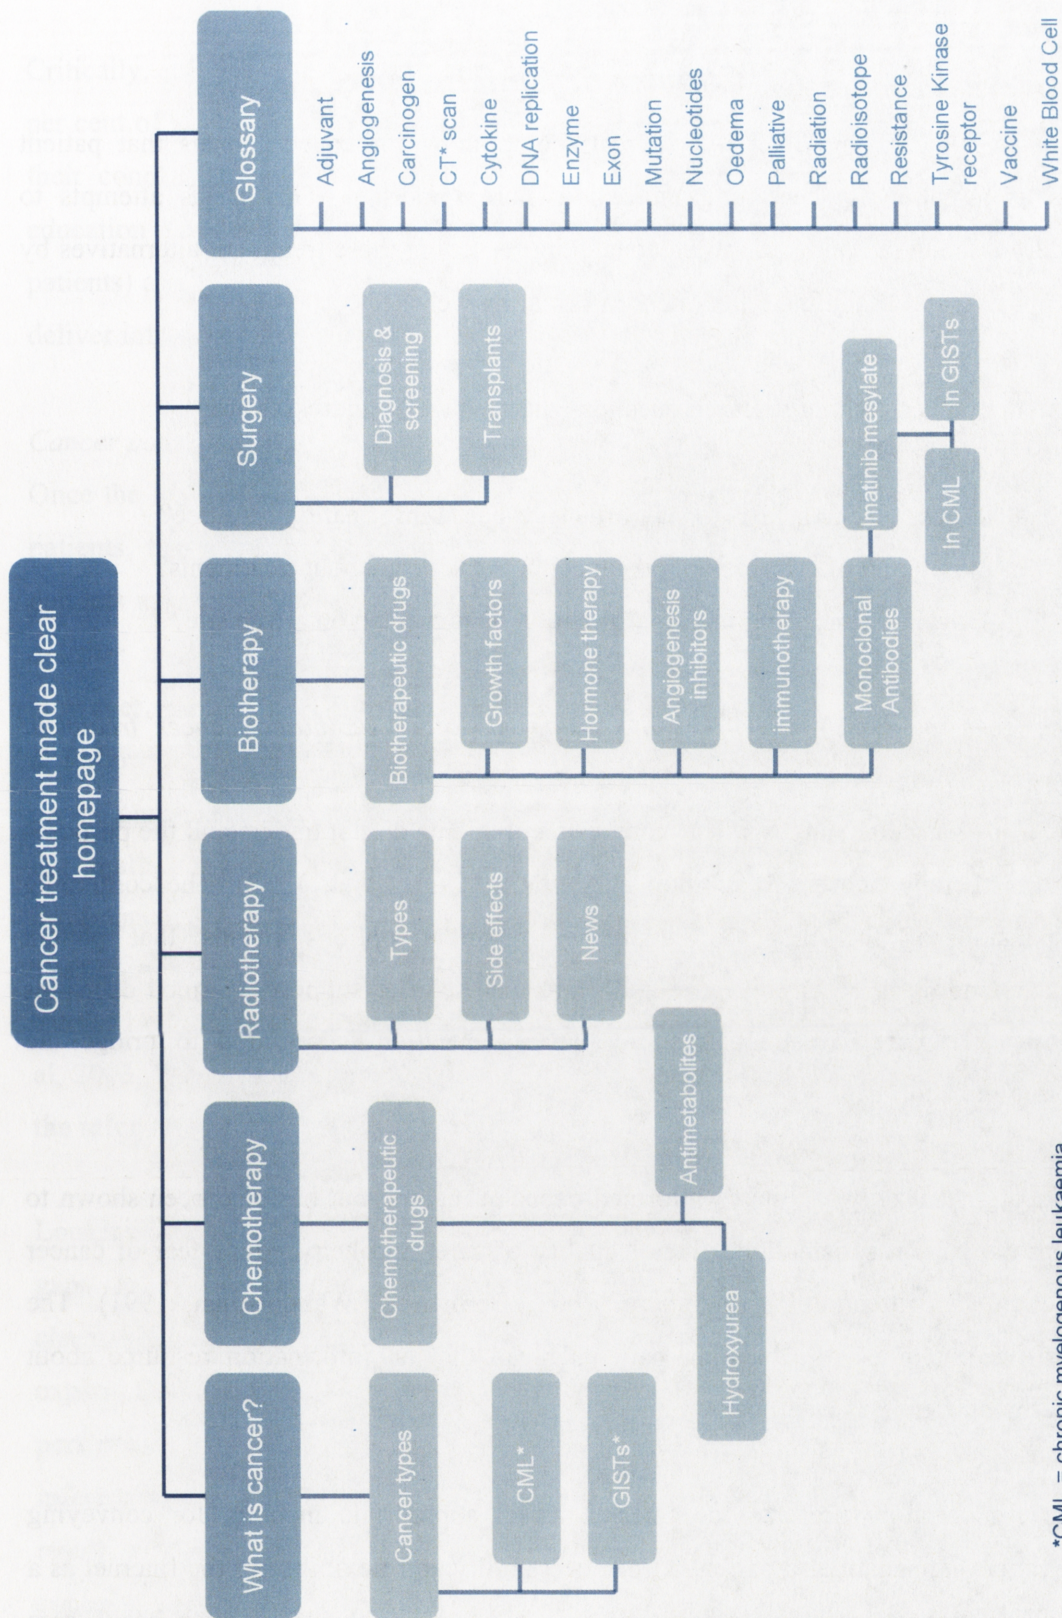 Cancer treatment made clear
homepage
What is cancer?
Cancer types
CML*
GISTs*
Chemotherapy
Chemotherapeutic
drugs
Hydroxyurea
Antimetabolites
Radiotherapy
Types
Side effects
News
Biotherapy
Biotherapeutic drugs
Growth factors
Hormone therapy
Angiogenesis
inhibitors
immunotherapy
Monoclonal
Antibodies
Imatinib mesylate
In CML
In GISTs
Surgery
Diagnosis &
screening
Transplants
Glossary
Adjuvant
Angiogenesis
Carcinogen
CT* scan
Cytokine
DNA replication
Enzyme
Exon
Mutation
Nucleotides
Oedema
Palliative
Radiation
Radioisotope
Resistance
Tyrosine Kinase
receptor
Vaccine
White Blood Cell
*CML = chronic myelogenous leukaemia